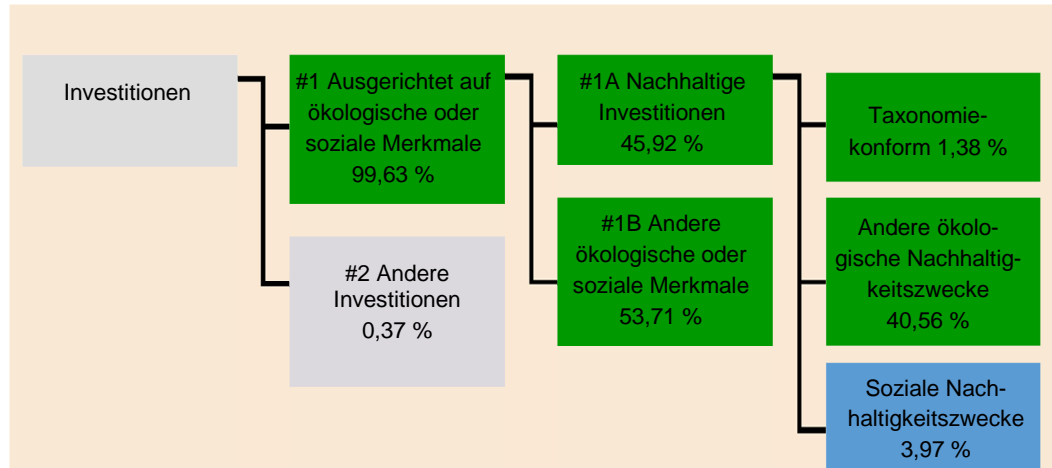 Investitionen
#1 Ausgerichtet auf
ökologische oder
soziale Merkmale
99,63 %
#2 Andere
Investitionen
0,37 %
#1A Nachhaltige
Investitionen
45,92 %
#1B Andere
ökologische oder
soziale Merkmale
53,71 %
Taxonomie-
konform 1,38 %
Andere ökolo-
gische Nachhaltig-
keitszwecke
40,56 %
Soziale Nach-
haltigkeitszwecke
3,97 %